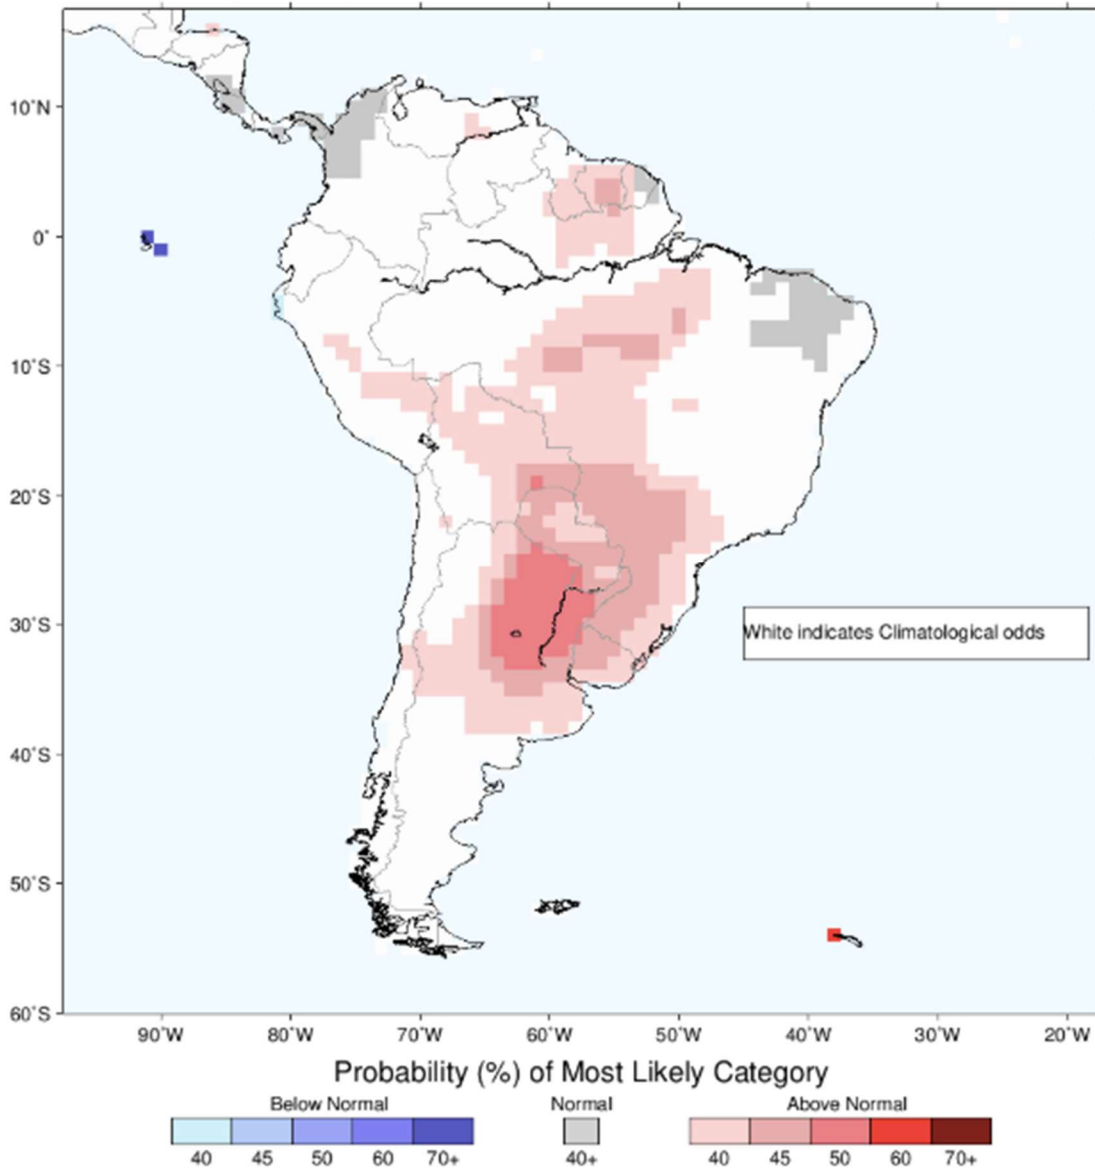 10°N
0°
10°S
20°S
30°S
White indicates Climatological odds
40°S
50°S
60°S
90°W 80°W 70°W 60°W 50°W 40°W 30°W 20°W
Probability (%) of Most Likely Category
Below Normal Normal Above Normal
40 45 50 60 70+ 40+ 40 45 50 60 70+